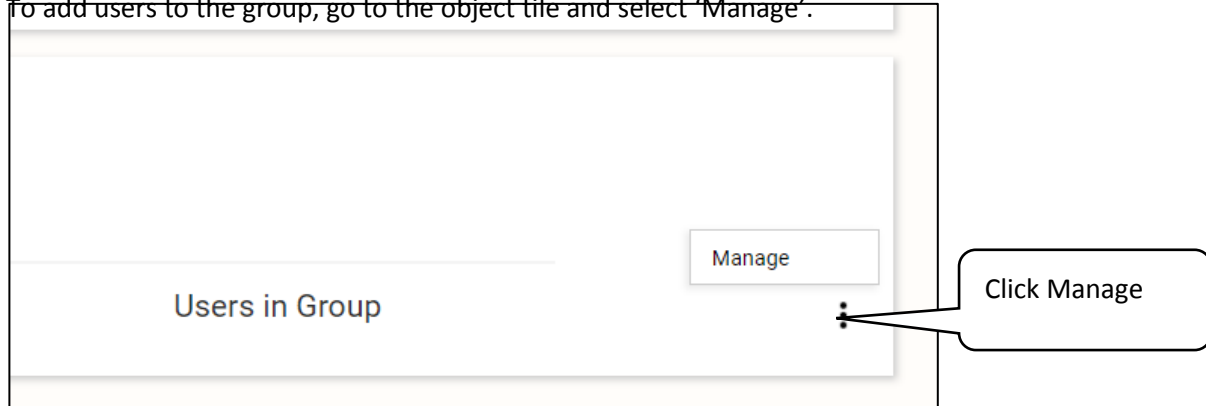 To add users to the group, go to the object tile and select ‘Manage’.
Manage
Click Manage
Users in Group